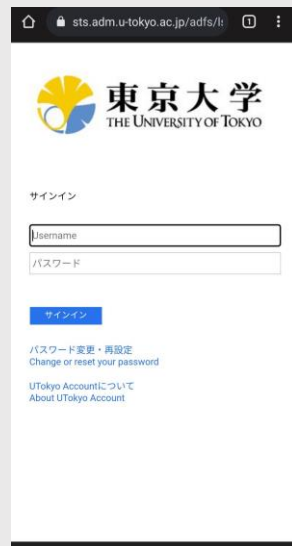 sts.adm.u-tokyo.ac.jp/adfs/ls
1
東京大学
THE UNIVERSITY OF TOKYO
サインイン
Username
パスワード
サインイン
パスワード変更・再設定
Change or reset your password
UTokyo Accountについて
About UTokyo Account